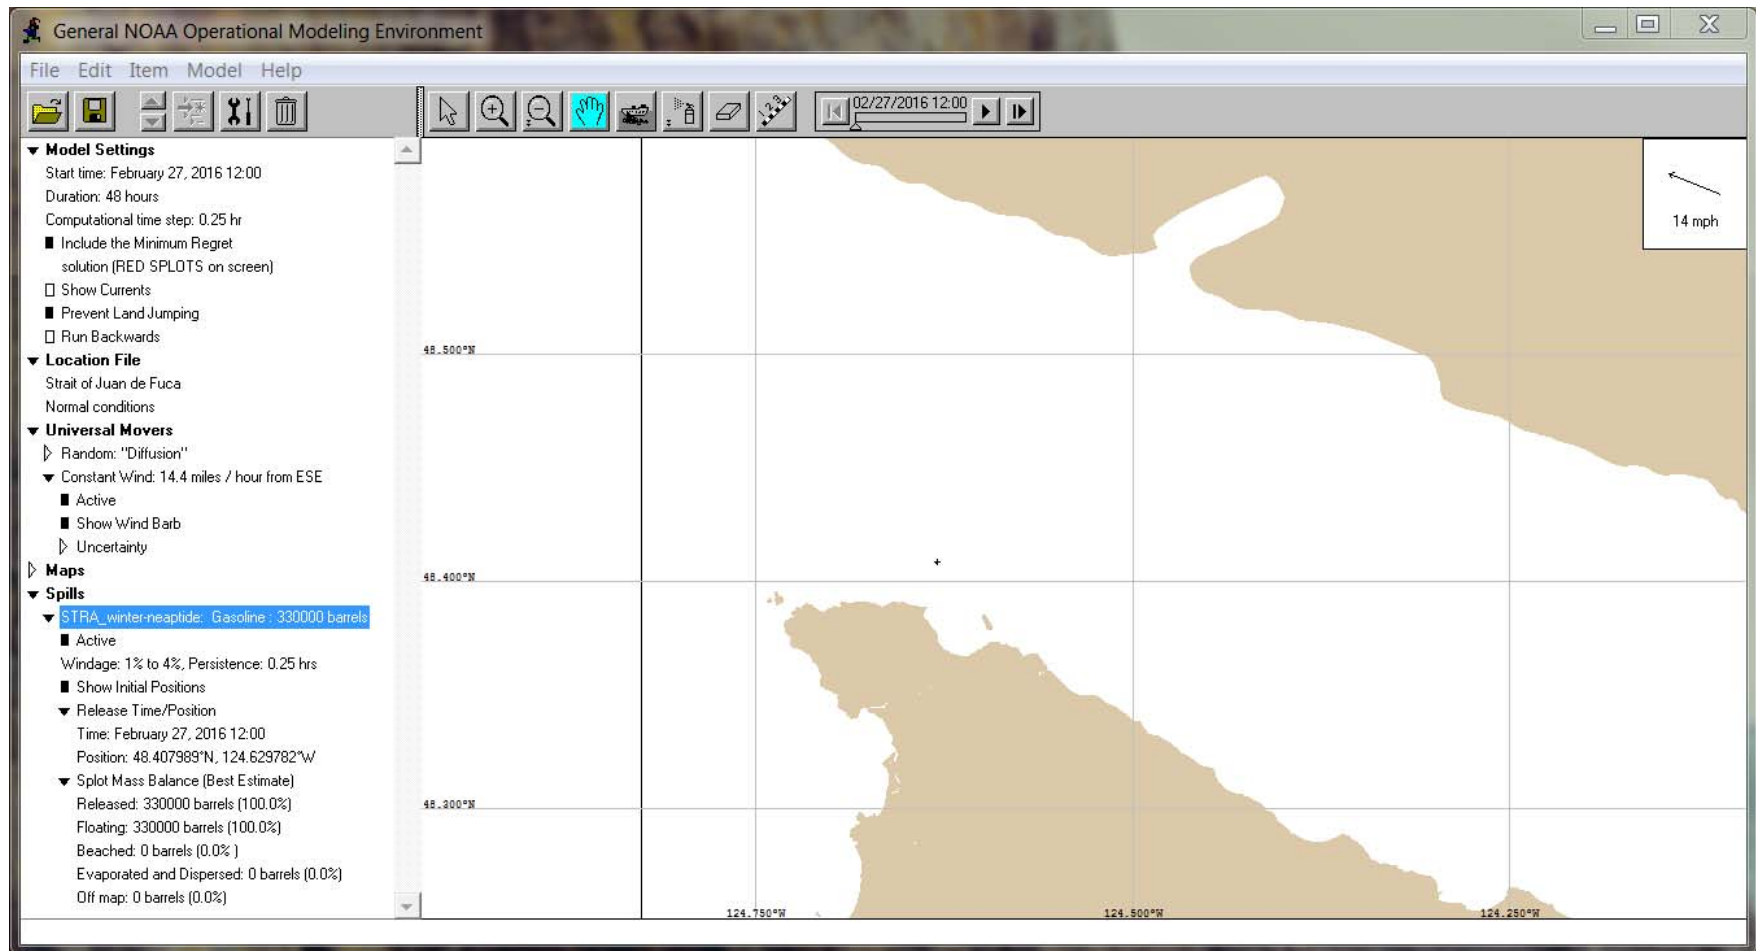 General NOAA Operational Modeling Environment
File Edit Item Model Help
02/27/2016 12:00
Model Settings
Start time: February 27, 2016 12:00
Duration: 48 hours
Computational time step: 0.25 hr
Include the Minimum Regret
solution (RED SPLOTS on screen)
Show Currents
Prevent Land Jumping
Run Backwards
Location File
Strait of Juan de Fuca
Normal conditions
Universal Movers
Random: "Diffusion"
Constant Wind: 14.4 miles / hour from ESE
Active
Show Wind Barb
Uncertainty
Maps
Spills
STRA_winter-neaptide: Gasoline : 330000 barrels
Active
Windage: 1% to 4%, Persistence: 0.25 hrs
Show Initial Positions
Release Time/Position
Time: February 27, 2016 12:00
Position: 48.407989°N, 124.629782°W
Splot Mass Balance (Best Estimate)
Released: 330000 barrels (100.0%)
Floating: 330000 barrels (100.0%)
Beached: 0 barrels (0.0% )
Evaporated and Dispersed: 0 barrels (0.0%)
Off map: 0 barrels (0.0%)
14 mph
48.500°N
48.400°N
48.300°N
124.750°W 124.500°W 124.250°W